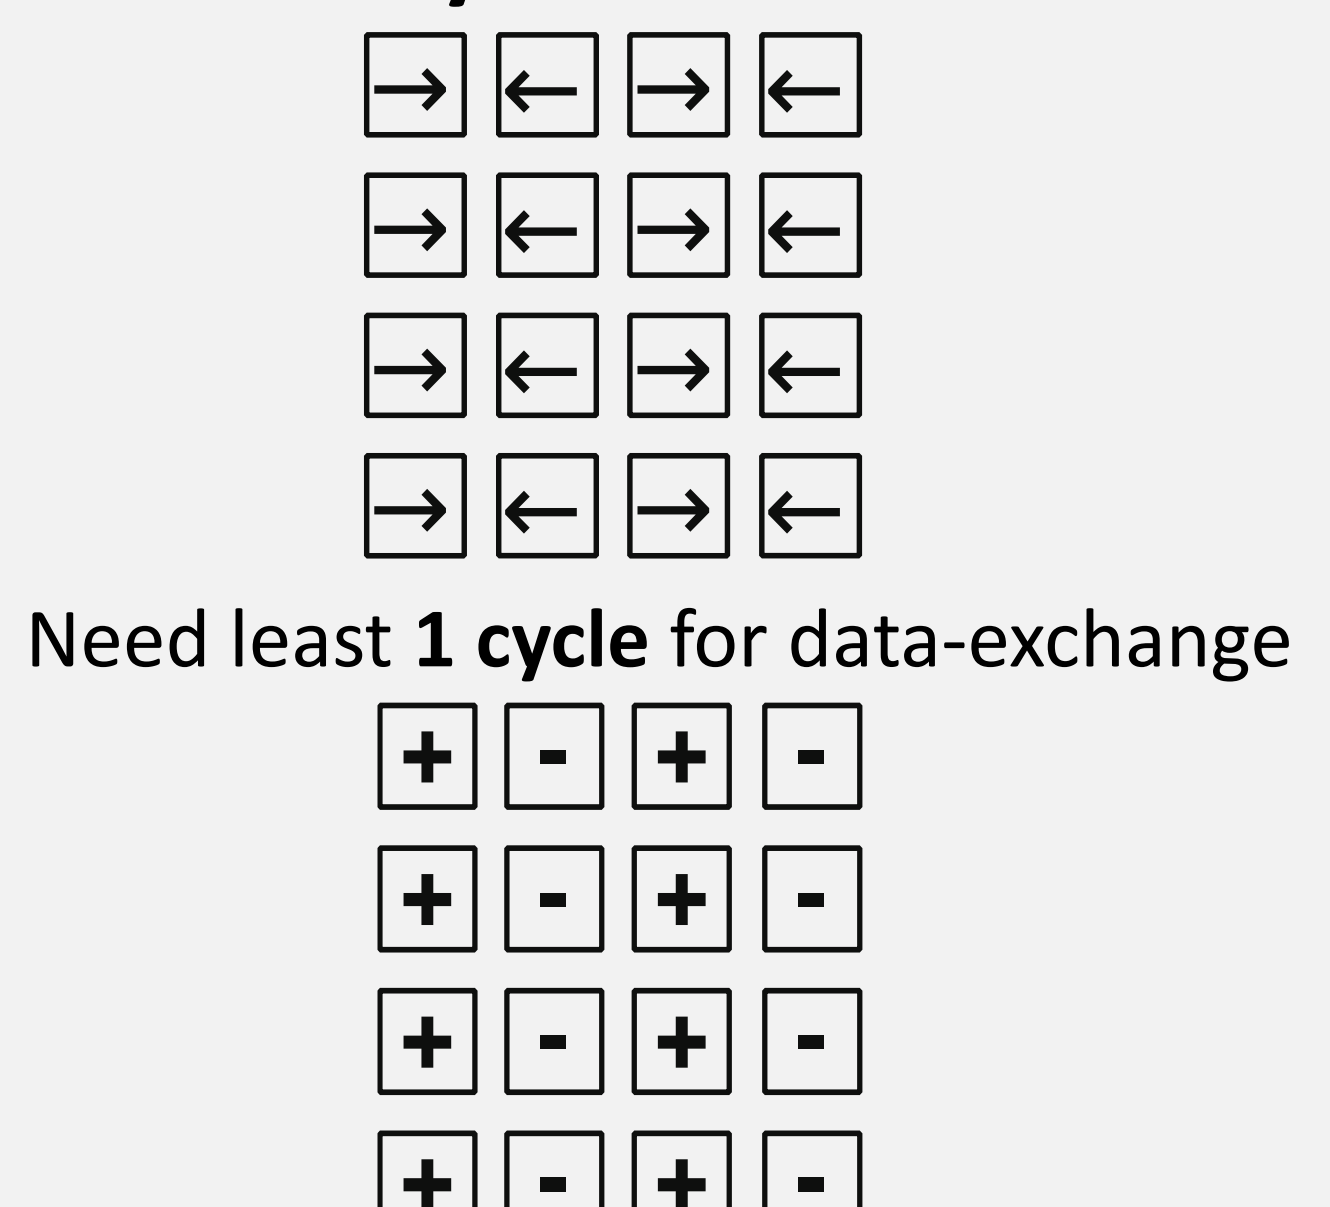 → ← → ←
→ ← → ←
→ ← → ←
→ ← → ←
Need least 1 cycle for data-exchange
+ - + -
+ - + -
+ - + -
+ - + -